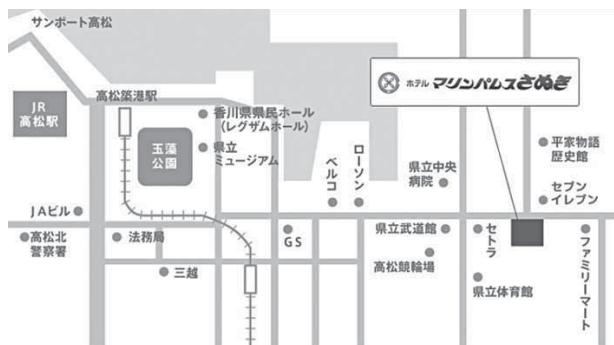 サンポート高松
JR
高松駅
高松築港駅
香川県県民ホール
(レグザムホール)
玉藻
公園
県立
ミュージアム
ホテル マリンパレスさぬき
平家物語
歴史館
ベルコ
ローソン
県立中央
病院
セブン
イレブン
JAビル
高松北
警察署
法務局
三越
GS
県立武道館
高松競輪場
セトラ
県立体育館
ファミリーマート